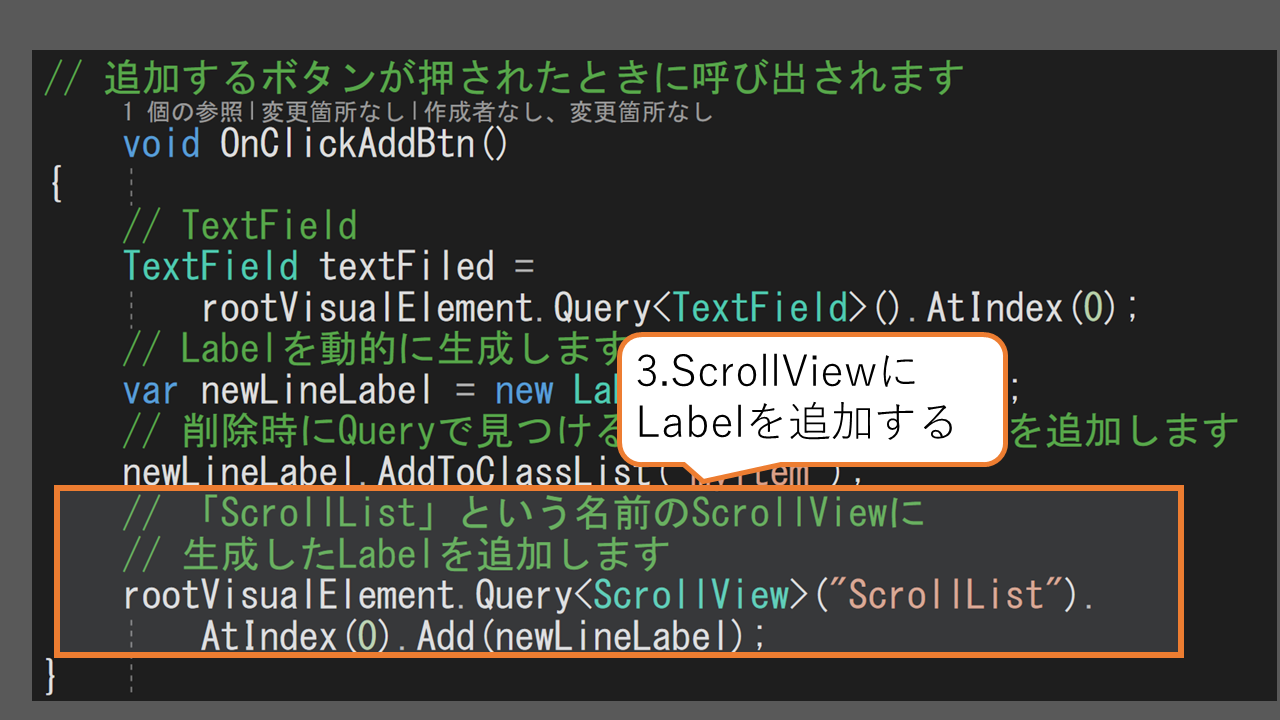 // 追加するボタンが押されたときに呼び出されます
1 個の参照|変更箇所なし|作成者なし、変更箇所なし
void OnClickAddBtn()
{
// TextField
TextField textFiled =
rootVisualElement.Query<TextField>().AtIndex(0);
// Labelを動的に生成します
var newLineLabel = new La ;
3.ScrollViewに
Labelを追加する
// 削除時にQueryで見つける を追加します
newLineLabel.AddToClassList("myItem");
// 「ScrollList」という名前のScrollViewに
// 生成したLabelを追加します
rootVisualElement.Query<ScrollView>("ScrollList").
AtIndex(0).Add(newLineLabel);
}